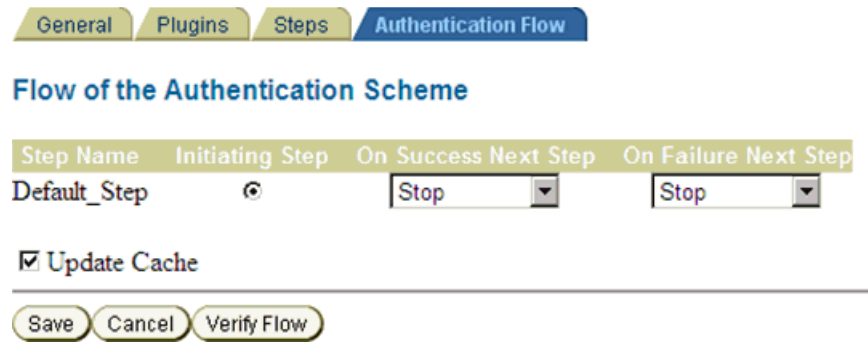 General Plugins Steps Authentication Flow
Flow of the Authentication Scheme
Step Name Initiating Step On Success Next Step On Failure Next Step
Default_Step Stop Stop
Update Cache
Save Cancel Verify Flow